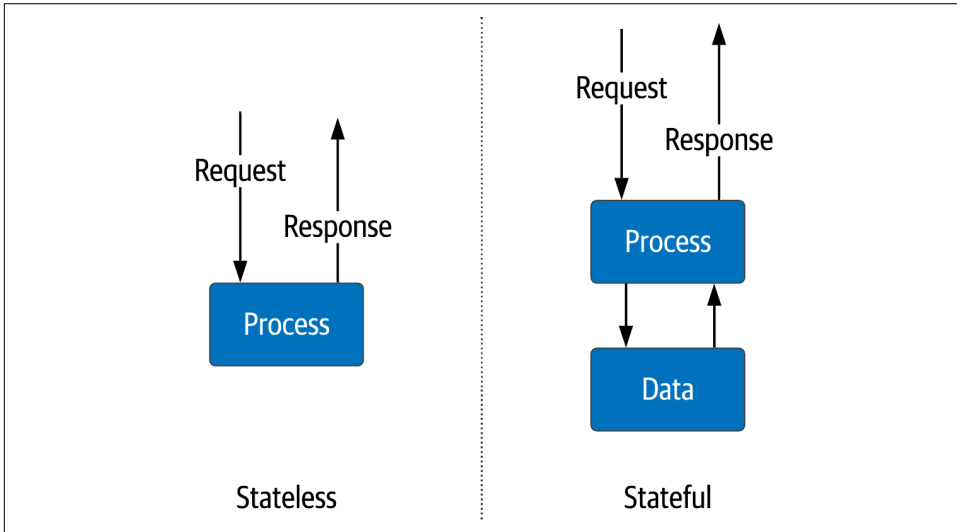 Request
Response
Process
Stateless
Request
Response
Process
Data
Stateful